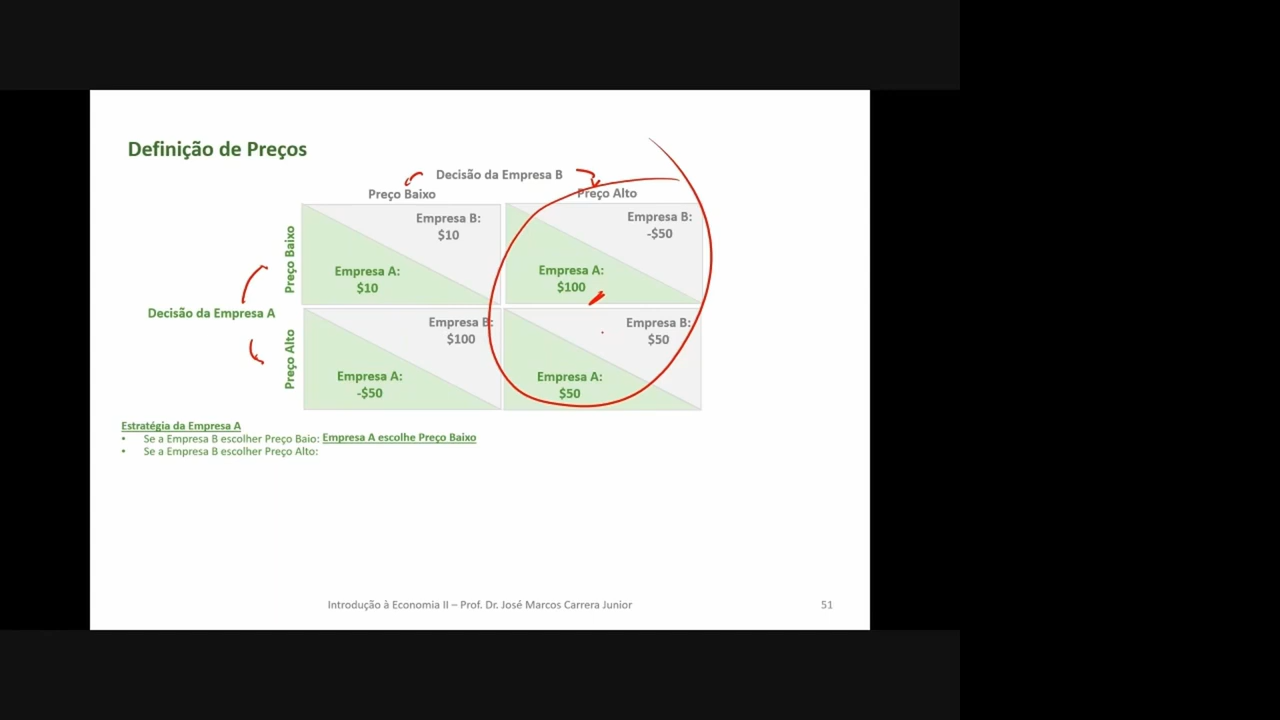 Definição de Preços
Decisão da Empresa B
Preço Baixo
Preço Alto
Preço Baixo
Empresa B:
$10
Empresa A:
$10
Empresa B:
-$50
Empresa A:
$100
Decisão da Empresa A
Preço Alto
Empresa B:
$100
Empresa A:
-$50
Empresa B:
$50
Empresa A:
$50
Estratégia da Empresa A
• Se a Empresa B escolher Preço Baio: Empresa A escolhe Preço Baixo
• Se a Empresa B escolher Preço Alto:
Introdução à Economia II – Prof. Dr. José Marcos Carrera Junior
51